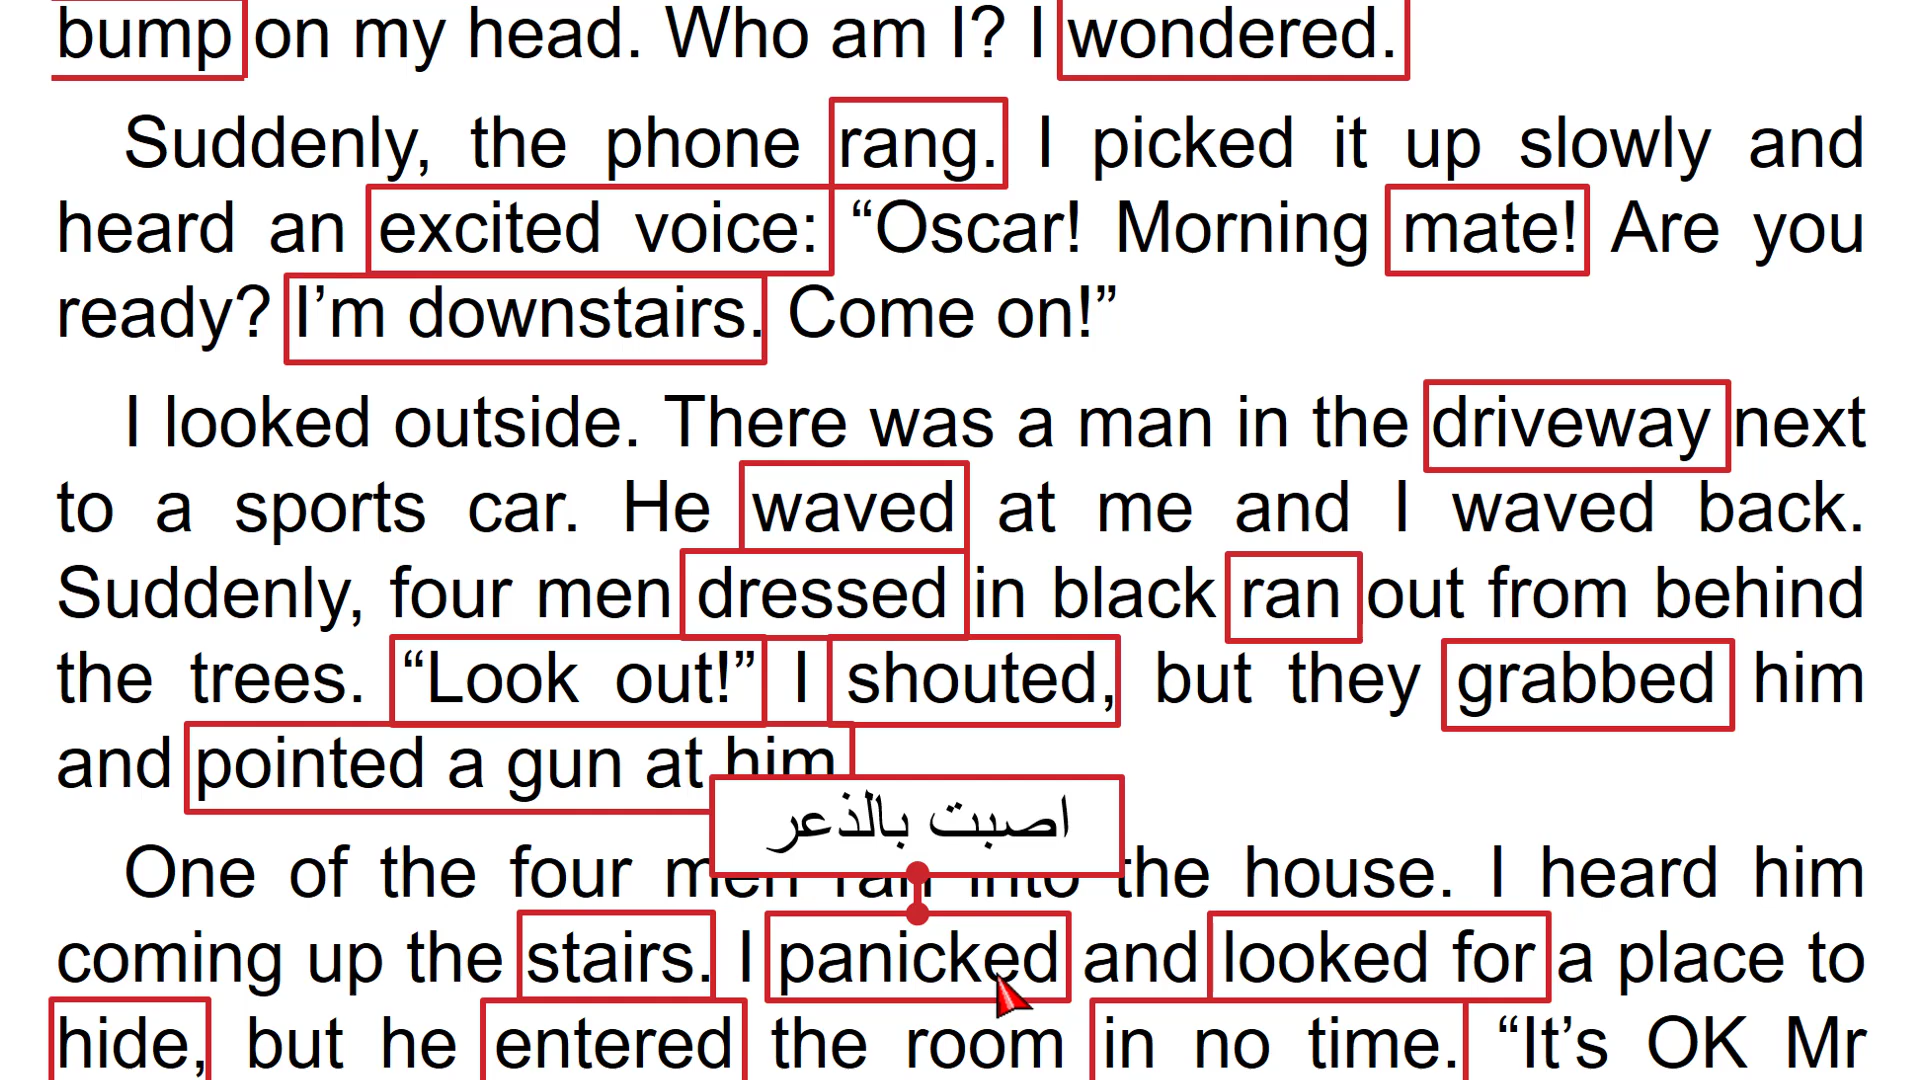 bump on my head. Who am I? I wondered.
Suddenly, the phone rang. I picked it up slowly and
heard an excited voice: “Oscar! Morning mate! Are you
ready? I’m downstairs. Come on!”
I looked outside. There was a man in the driveway next
to a sports car. He waved at me and I waved back.
Suddenly, four men dressed in black ran out from behind
the trees. “Look out!” I shouted, but they grabbed him
and pointed a gun at him
اصبت بالذعر
One of the four men ran into the house. I heard him
coming up the stairs. I panicked and looked for a place to
hide, but he entered the room in no time. “It’s OK Mr